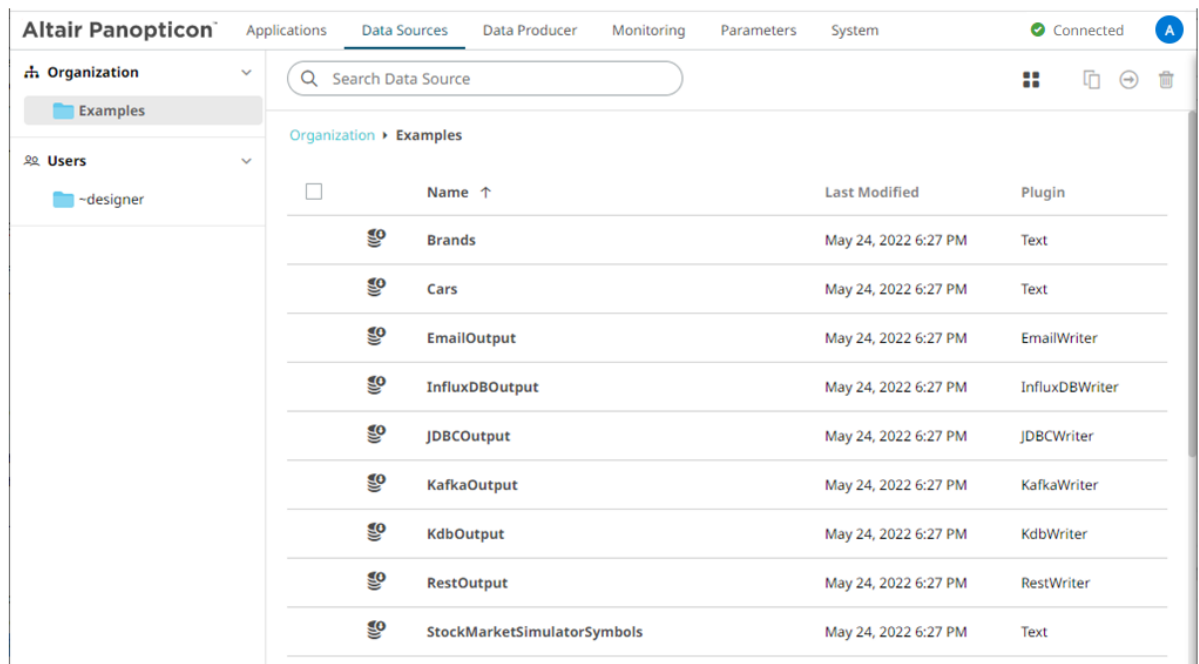 Altair Panopticon™ Applications Data Sources Data Producer Monitoring Parameters System Connected A
Organization
Examples
Users
~designer
Search Data Source
Organization ▸ Examples
Name ↑ Last Modified Plugin
Brands May 24, 2022 6:27 PM Text
Cars May 24, 2022 6:27 PM Text
EmailOutput May 24, 2022 6:27 PM EmailWriter
InfluxDBOutput May 24, 2022 6:27 PM InfluxDBWriter
JDBCOutput May 24, 2022 6:27 PM JDBCWriter
KafkaOutput May 24, 2022 6:27 PM KafkaWriter
KdbOutput May 24, 2022 6:27 PM KdbWriter
RestOutput May 24, 2022 6:27 PM RestWriter
StockMarketSimulatorSymbols May 24, 2022 6:27 PM Text